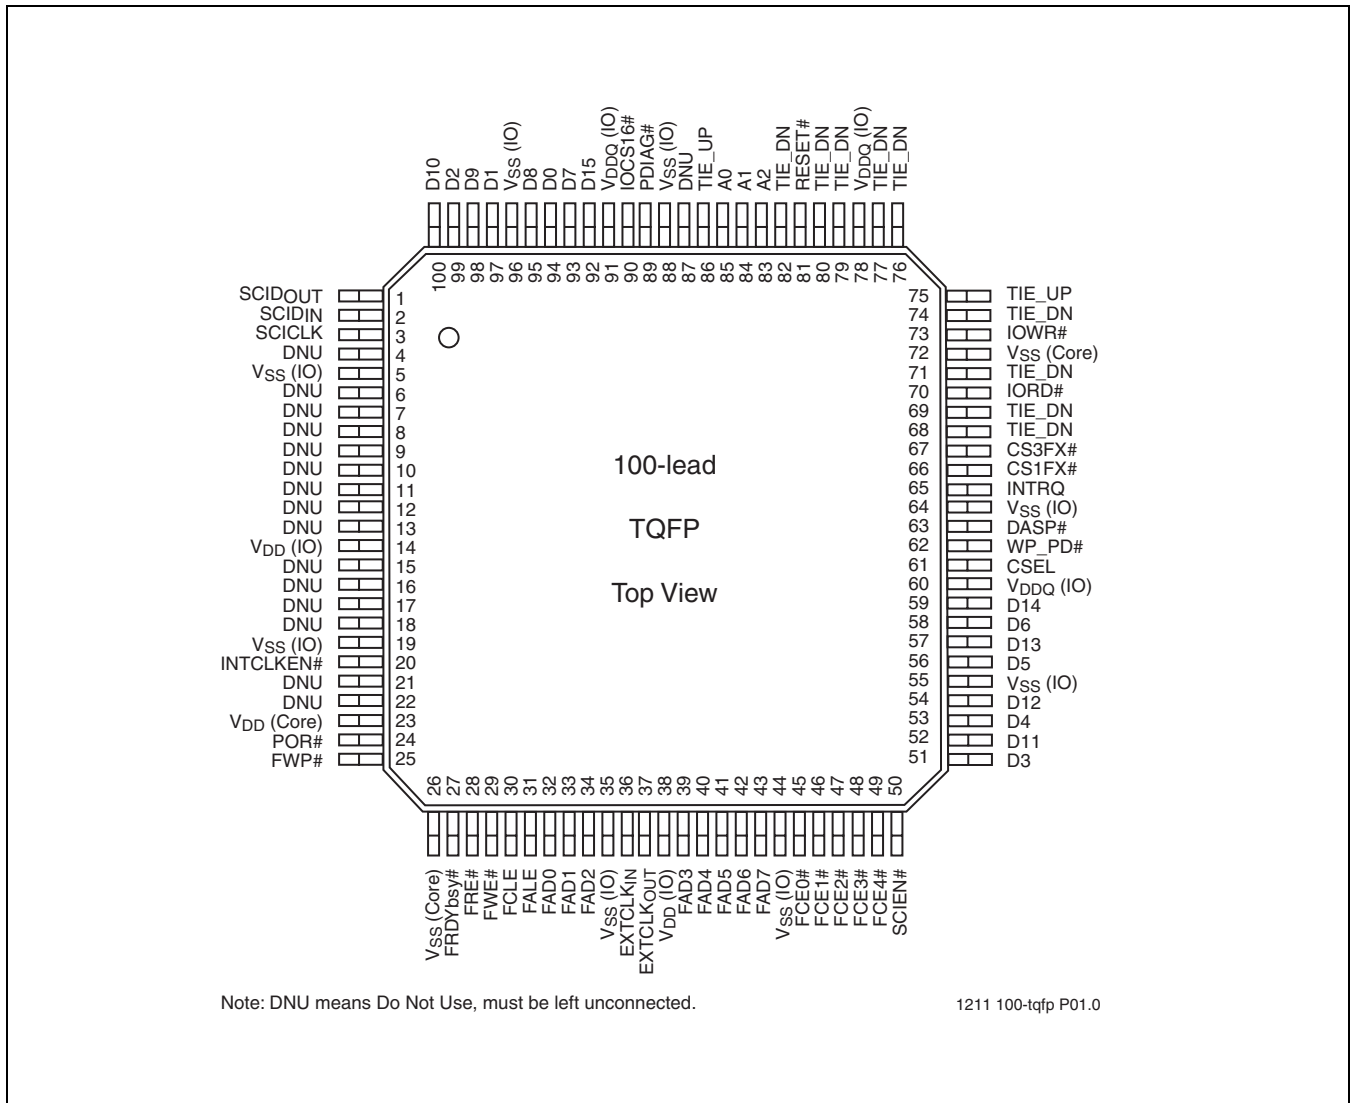 D10
D2
D9
D1
VSS (IO)
D8
D0
D7
D15
VDDQ (IO)
IOCS16#
PDIAG#
VSS (IO)
DNU
TIE_UP
A0
A1
A2
TIE_DN
RESET#
TIE_DN
TIE_DN
VDDQ (IO)
TIE_DN
TIE_DN
100
99
98
97
96
95
94
93
92
91
90
89
88
87
86
85
84
83
82
81
80
79
78
77
76
SCIDOUT 1
SCIDIN 2
SCICLK 3
DNU 4
VSS (IO) 5
DNU 6
DNU 7
DNU 8
DNU 9
DNU 10
DNU 11
DNU 12
DNU 13
VDD (IO) 14
DNU 15
DNU 16
DNU 17
DNU 18
VSS (IO) 19
INTCLKEN# 20
DNU 21
DNU 22
VDD (Core) 23
POR# 24
FWP# 25
100-lead
TQFP
Top View
75 TIE_UP
74 TIE_DN
73 IOWR#
72 VSS (Core)
71 TIE_DN
70 IORD#
69 TIE_DN
68 TIE_DN
67 CS3FX#
66 CS1FX#
65 INTRQ
64 VSS (IO)
63 DASP#
62 WP_PD#
61 CSEL
60 VDDQ (IO)
59 D14
58 D6
57 D13
56 D5
55 VSS (IO)
54 D12
53 D4
52 D11
51 D3
26
27
28
29
30
31
32
33
34
35
36
37
38
39
40
41
42
43
44
45
46
47
48
49
50
VSS (Core)
FRDYbsy#
FRE#
FWE#
FCLE
FALE
FAD0
FAD1
FAD2
VSS (IO)
EXTCLKIN
EXTCLKOUT
VDD (IO)
FAD3
FAD4
FAD5
FAD6
FAD7
VSS (IO)
FCE0#
FCE1#
FCE2#
FCE3#
FCE4#
SCIEN#
Note: DNU means Do Not Use, must be left unconnected.
1211 100-tqfp P01.0